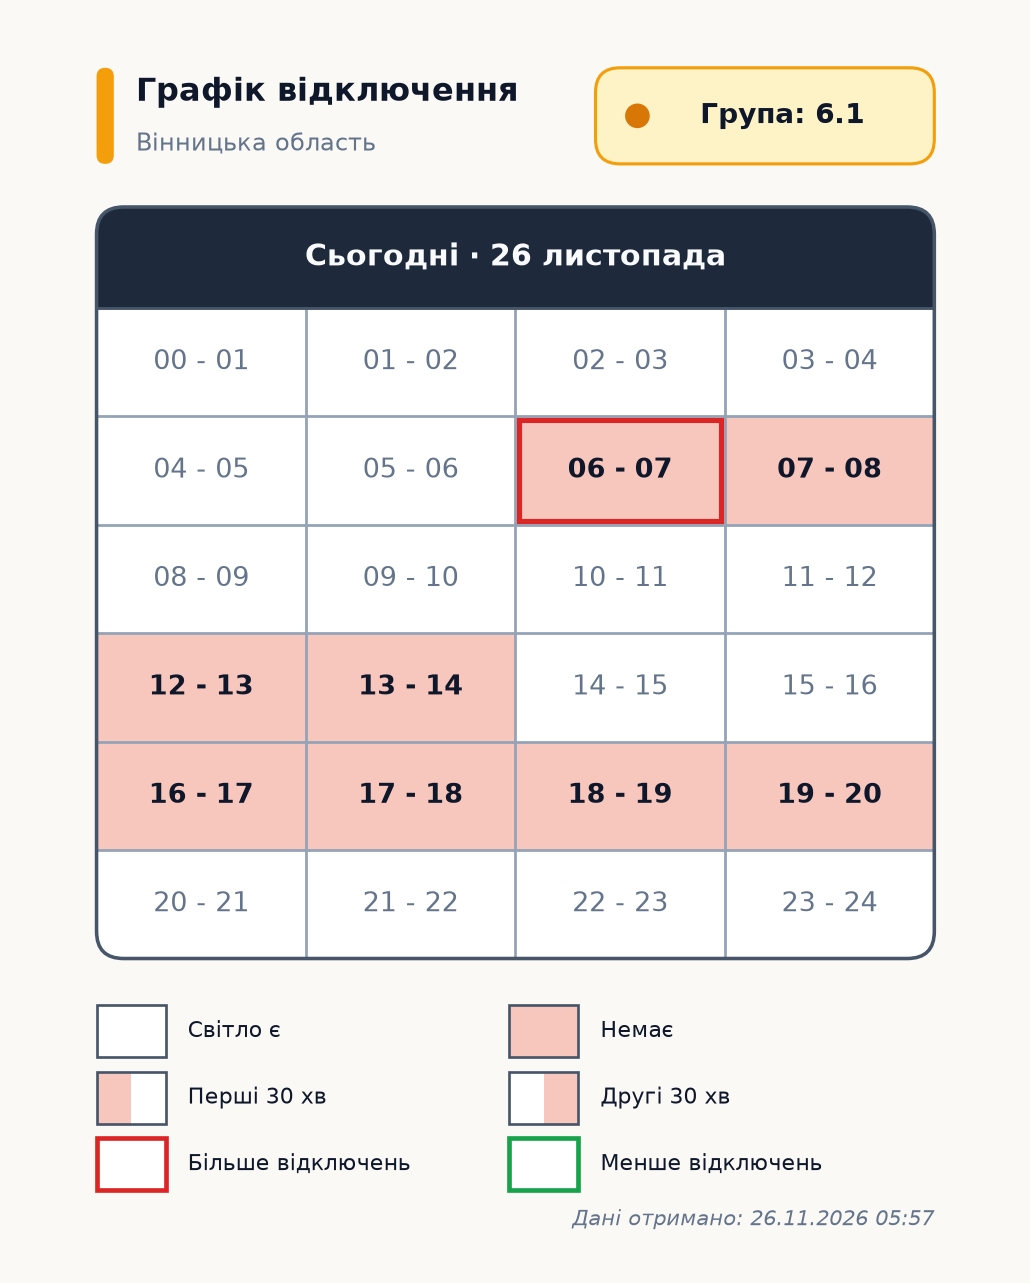 Графік відключення
Вінницька область
Група: 6.1
Сьогодні · 26 листопада
00 - 01 01 - 02 02 - 03 03 - 04
04 - 05 05 - 06 06 - 07 07 - 08
08 - 09 09 - 10 10 - 11 11 - 12
12 - 13 13 - 14 14 - 15 15 - 16
16 - 17 17 - 18 18 - 19 19 - 20
20 - 21 21 - 22 22 - 23 23 - 24
Світло є Немає
Перші 30 хв Другі 30 хв
Більше відключень Менше відключень
Дані отримано: 26.11.2026 05:57